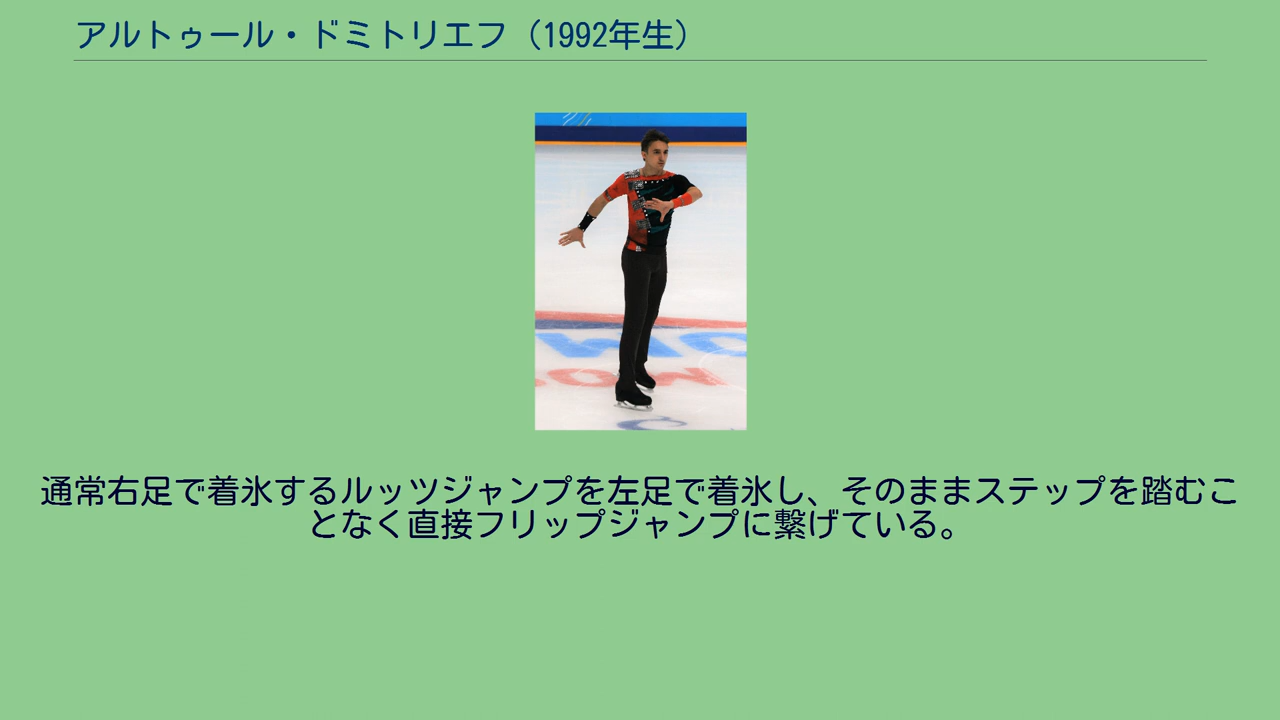 アルトゥール・ドミトリエフ（1992年生）
通常右足で着氷するルッツジャンプを左足で着氷し、そのままステップを踏むこ
となく直接フリップジャンプに繋げている。